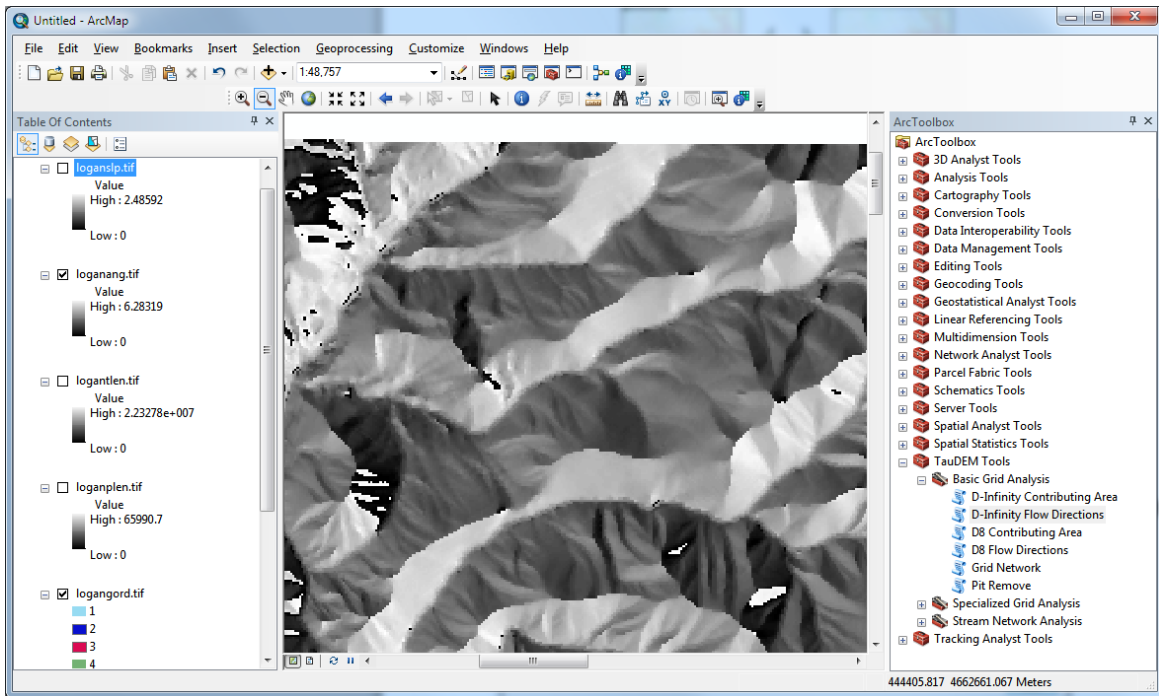 Untitled - ArcMap
File Edit View Bookmarks Insert Selection Geoprocessing Customize Windows Help
1:48,757
Table Of Contents
loganslp.tif
Value
High : 2.48592
Low : 0
loganang.tif
Value
High : 6.28319
Low : 0
logantlen.tif
Value
High : 2.23278e+007
Low : 0
loganplen.tif
Value
High : 65990.7
Low : 0
logangord.tif
1
2
3
4
ArcToolbox
ArcToolbox
3D Analyst Tools
Analysis Tools
Cartography Tools
Conversion Tools
Data Interoperability Tools
Data Management Tools
Editing Tools
Geocoding Tools
Geostatistical Analyst Tools
Linear Referencing Tools
Multidimension Tools
Network Analyst Tools
Parcel Fabric Tools
Schematics Tools
Server Tools
Spatial Analyst Tools
Spatial Statistics Tools
TauDEM Tools
Basic Grid Analysis
D-Infinity Contributing Area
D-Infinity Flow Directions
D8 Contributing Area
D8 Flow Directions
Grid Network
Pit Remove
Specialized Grid Analysis
Stream Network Analysis
Tracking Analyst Tools
444405.817 4662661.067 Meters